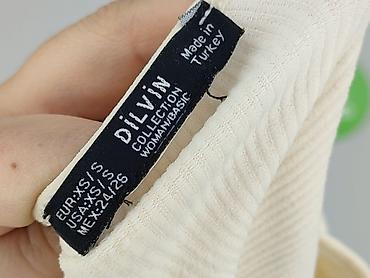 Made in
Turkey
DiLViN
COLLECTION
WOMAN/BASIC
EUR:XS/S
USA:XS/S
MEX:24/26